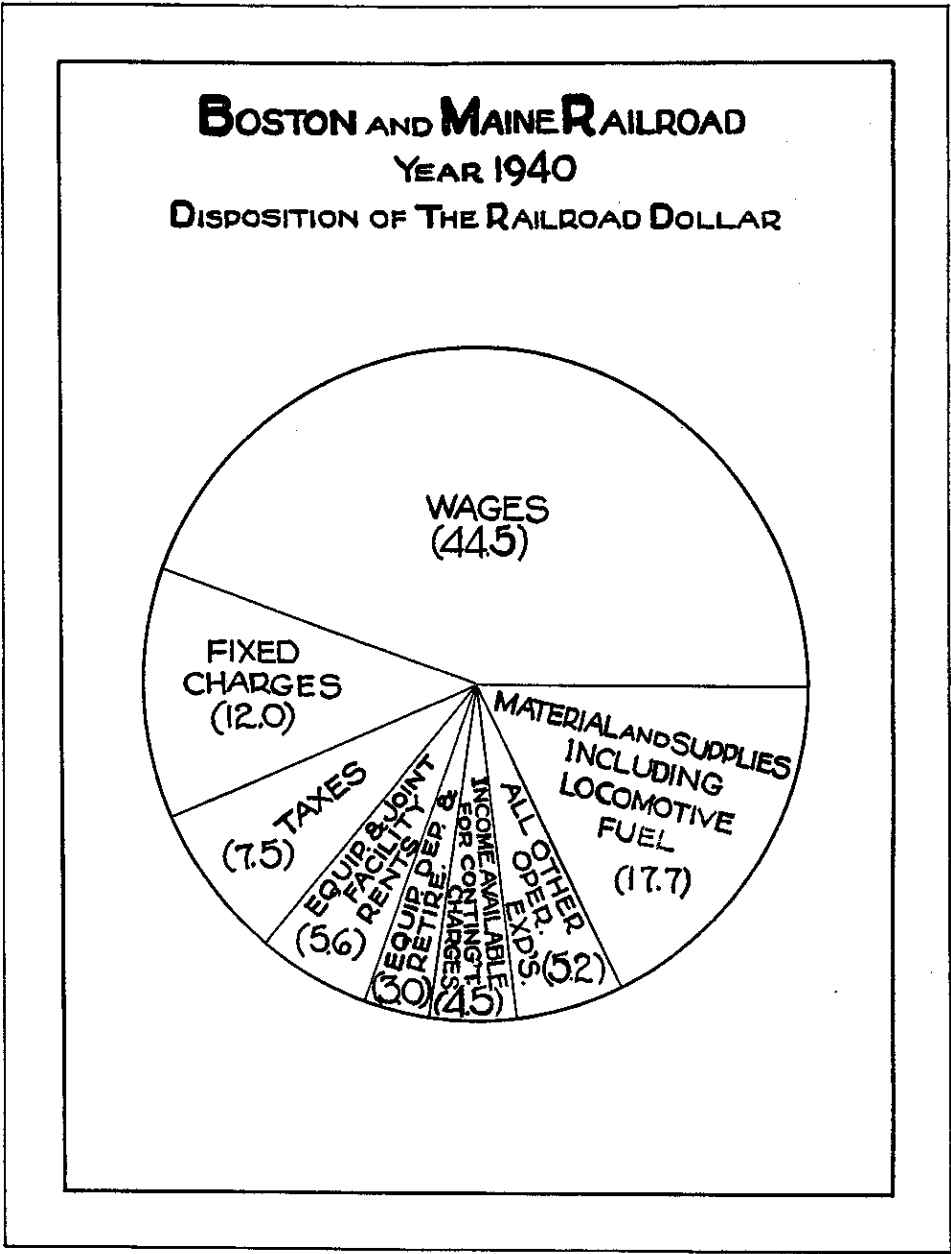 BOSTON AND MAINE RAILROAD
YEAR 1940
DISPOSITION OF THE RAILROAD DOLLAR
WAGES
(44.5)
FIXED
CHARGES
(12.0)
TAXES
(7.5)
EQUIP. & JOINT
FACILITY
RENTS
(5.6)
EQUIP. DEP. &
RETIRE.
(3.0)
INCOME AVAILABLE
FOR CONTING'T.
CHARGES.
(4.5)
ALL OTHER
OPER.
EXP'S.
(5.2)
MATERIAL AND SUPPLIES
INCLUDING
LOCOMOTIVE
FUEL
(17.7)